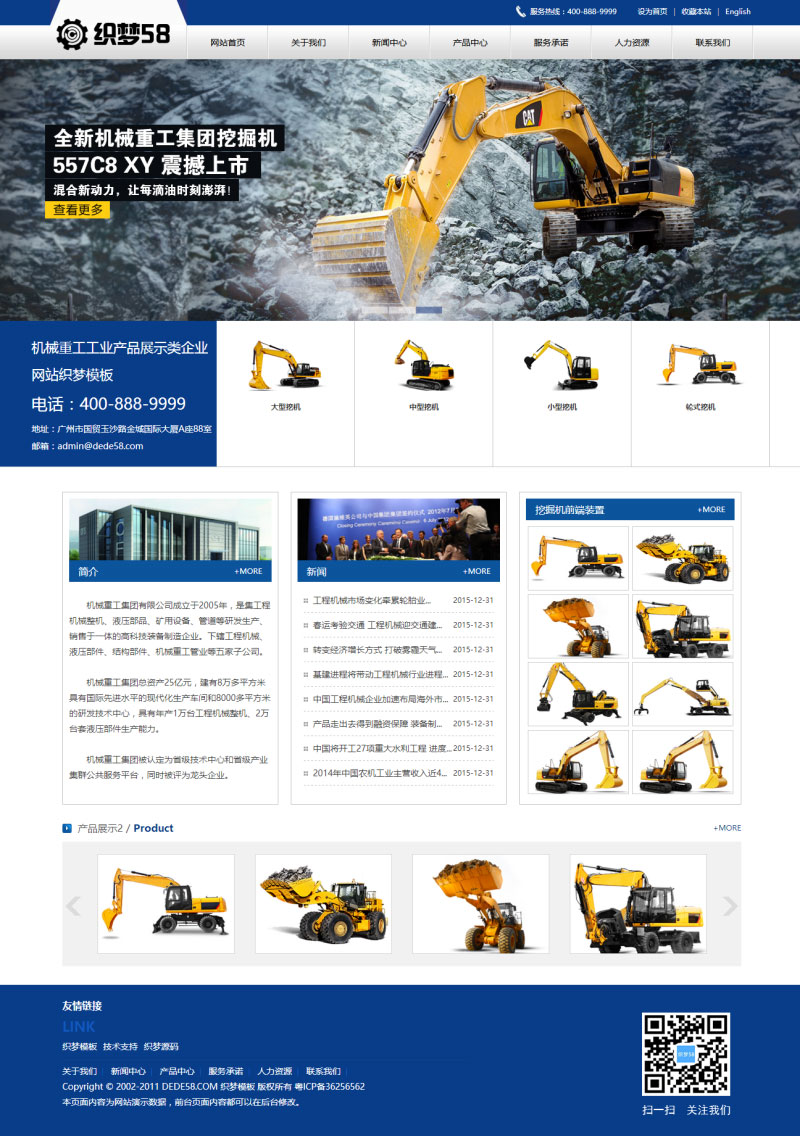 服务热线：400-888-9999 设为首页 | 收藏本站 | English
织梦58
网站首页 关于我们 新闻中心 产品中心 服务承诺 人力资源 联系我们
CAT
全新机械重工集团挖掘机
557C8 XY 震撼上市
混合新动力，让每滴油时刻澎湃！
查看更多
机械重工工业产品展示类企业
网站织梦模板
电话：400-888-9999
地址：广州市国贸玉沙路金城国际大厦A座88室
邮箱：admin@dede58.com
大型挖机 中型挖机 小型挖机 轮式挖机
简介 +MORE
机械重工集团有限公司成立于2005年，是集工程
机械整机、液压部品、矿用设备、管道等研发生产、
销售于一体的高科技装备制造企业。下辖工程机械、
液压部件、结构部件、机械重工管业等五家子公司。
机械重工集团总资产25亿元，建有8万多平方米
具有国际先进水平的现代化生产车间和8000多平方米
的研发技术中心，具有年产1万台工程机械整机、2万
台套液压部件生产能力。
机械重工集团被认定为省级技术中心和省级产业
集群公共服务平台，同时被评为龙头企业。
Closing Ceremony
新闻 +MORE
工程机械市场变化牵累轮胎业... 2015-12-31
春运考验交通 工程机械迎交通建... 2015-12-31
转变经济增长方式 打破雾霾天气... 2015-12-31
基建进程将带动工程机械行业进程... 2015-12-31
中国工程机械企业加速布局海外市... 2015-12-31
产品走出去得到融资保障 装备制... 2015-12-31
中国将开工27项重大水利工程 进度... 2015-12-31
2014年中国农机工业主营收入近4... 2015-12-31
挖掘机前端装置 +MORE
产品展示2 / Product +MORE
友情链接
LINK
织梦模板 技术支持 织梦源码
关于我们 | 新闻中心 | 产品中心 | 服务承诺 | 人力资源 | 联系我们 |
Copyright © 2002-2011 DEDE58.COM 织梦模板 版权所有 粤ICP备36256562
本页面内容为网站演示数据，前台页面内容都可以在后台修改。
织梦58
扫一扫 关注我们